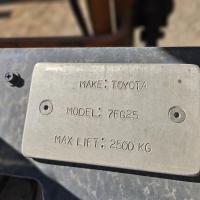 MAKE: TOYOTA
MODEL: 7FG25
MAX LIFT: 2500 KG